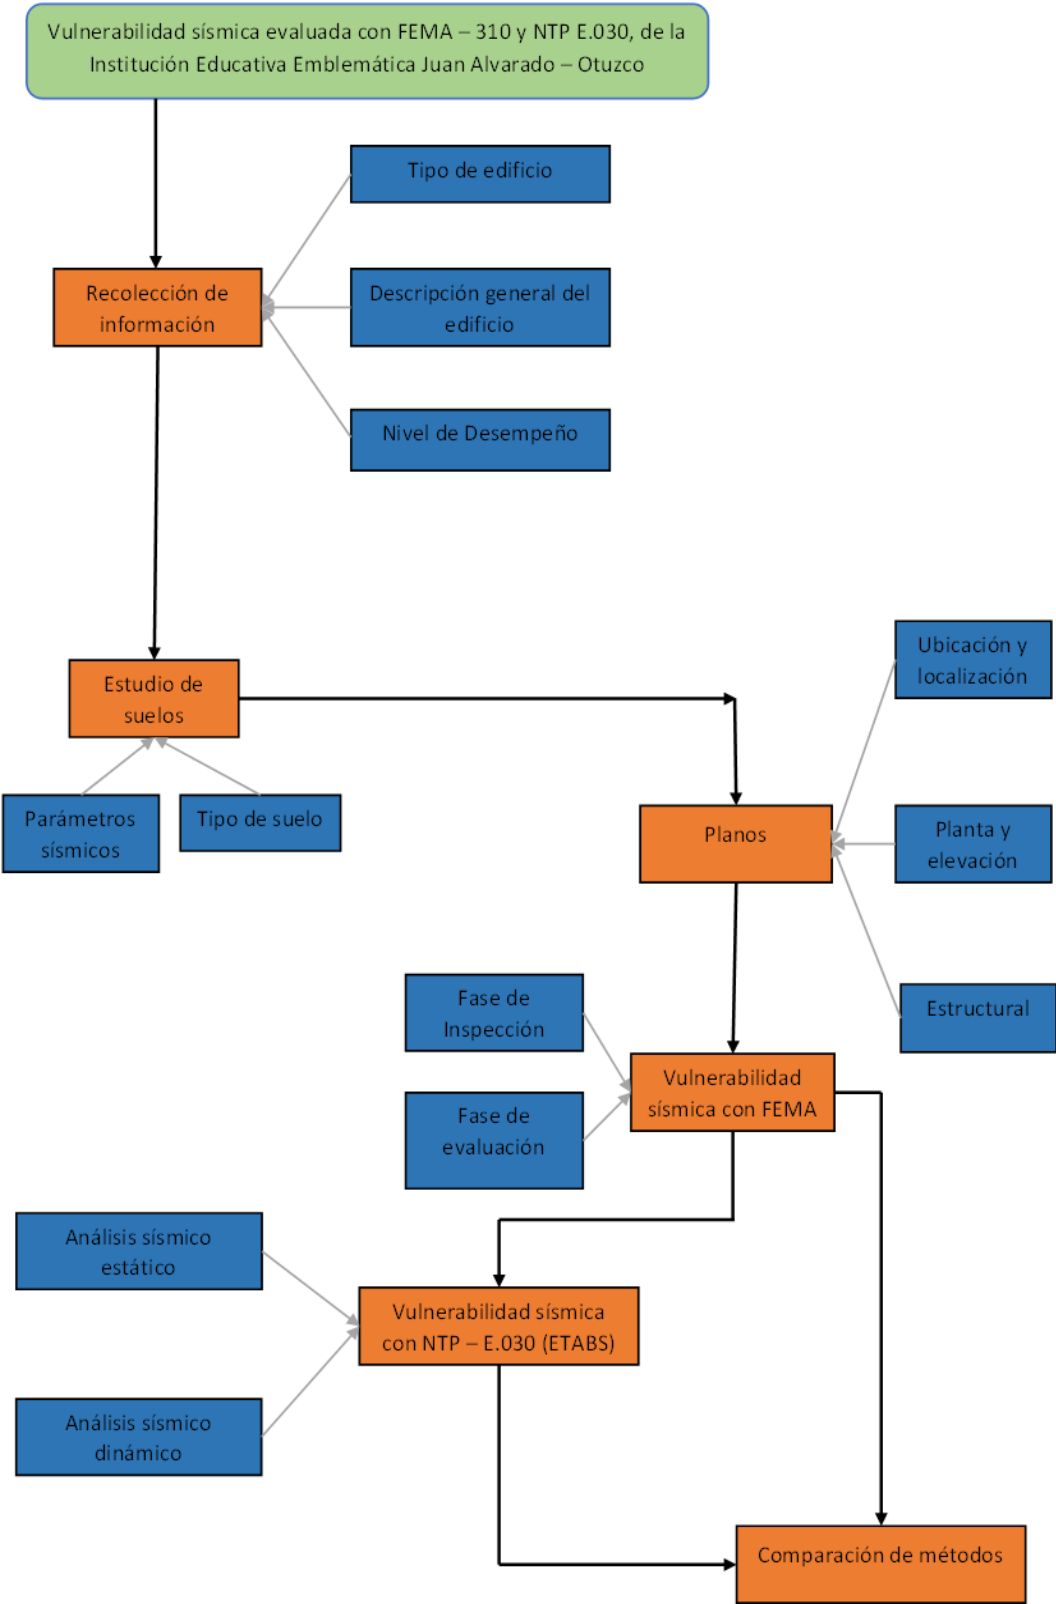 Vulnerabilidad sísmica evaluada con FEMA – 310 y NTP E.030, de la
Institución Educativa Emblemática Juan Alvarado – Otuzco
Tipo de edificio
Recolección de
información
Descripción general del
edificio
Nivel de Desempeño
Estudio de
suelos
Parámetros
sísmicos
Tipo de suelo
Ubicación y
localización
Planos
Planta y
elevación
Estructural
Fase de
Inspección
Vulnerabilidad
sísmica con FEMA
Fase de
evaluación
Análisis sísmico
estático
Vulnerabilidad sísmica
con NTP – E.030 (ETABS)
Análisis sísmico
dinámico
Comparación de métodos